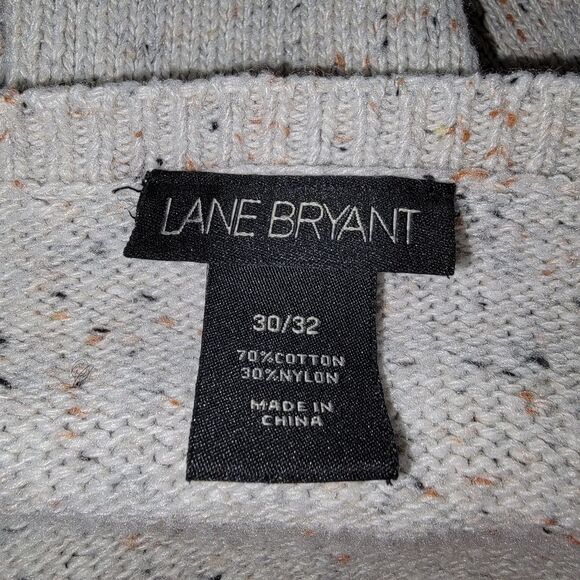 LANE BRYANT
30/32
70%COTTON
30%NYLON
MADE IN
CHINA